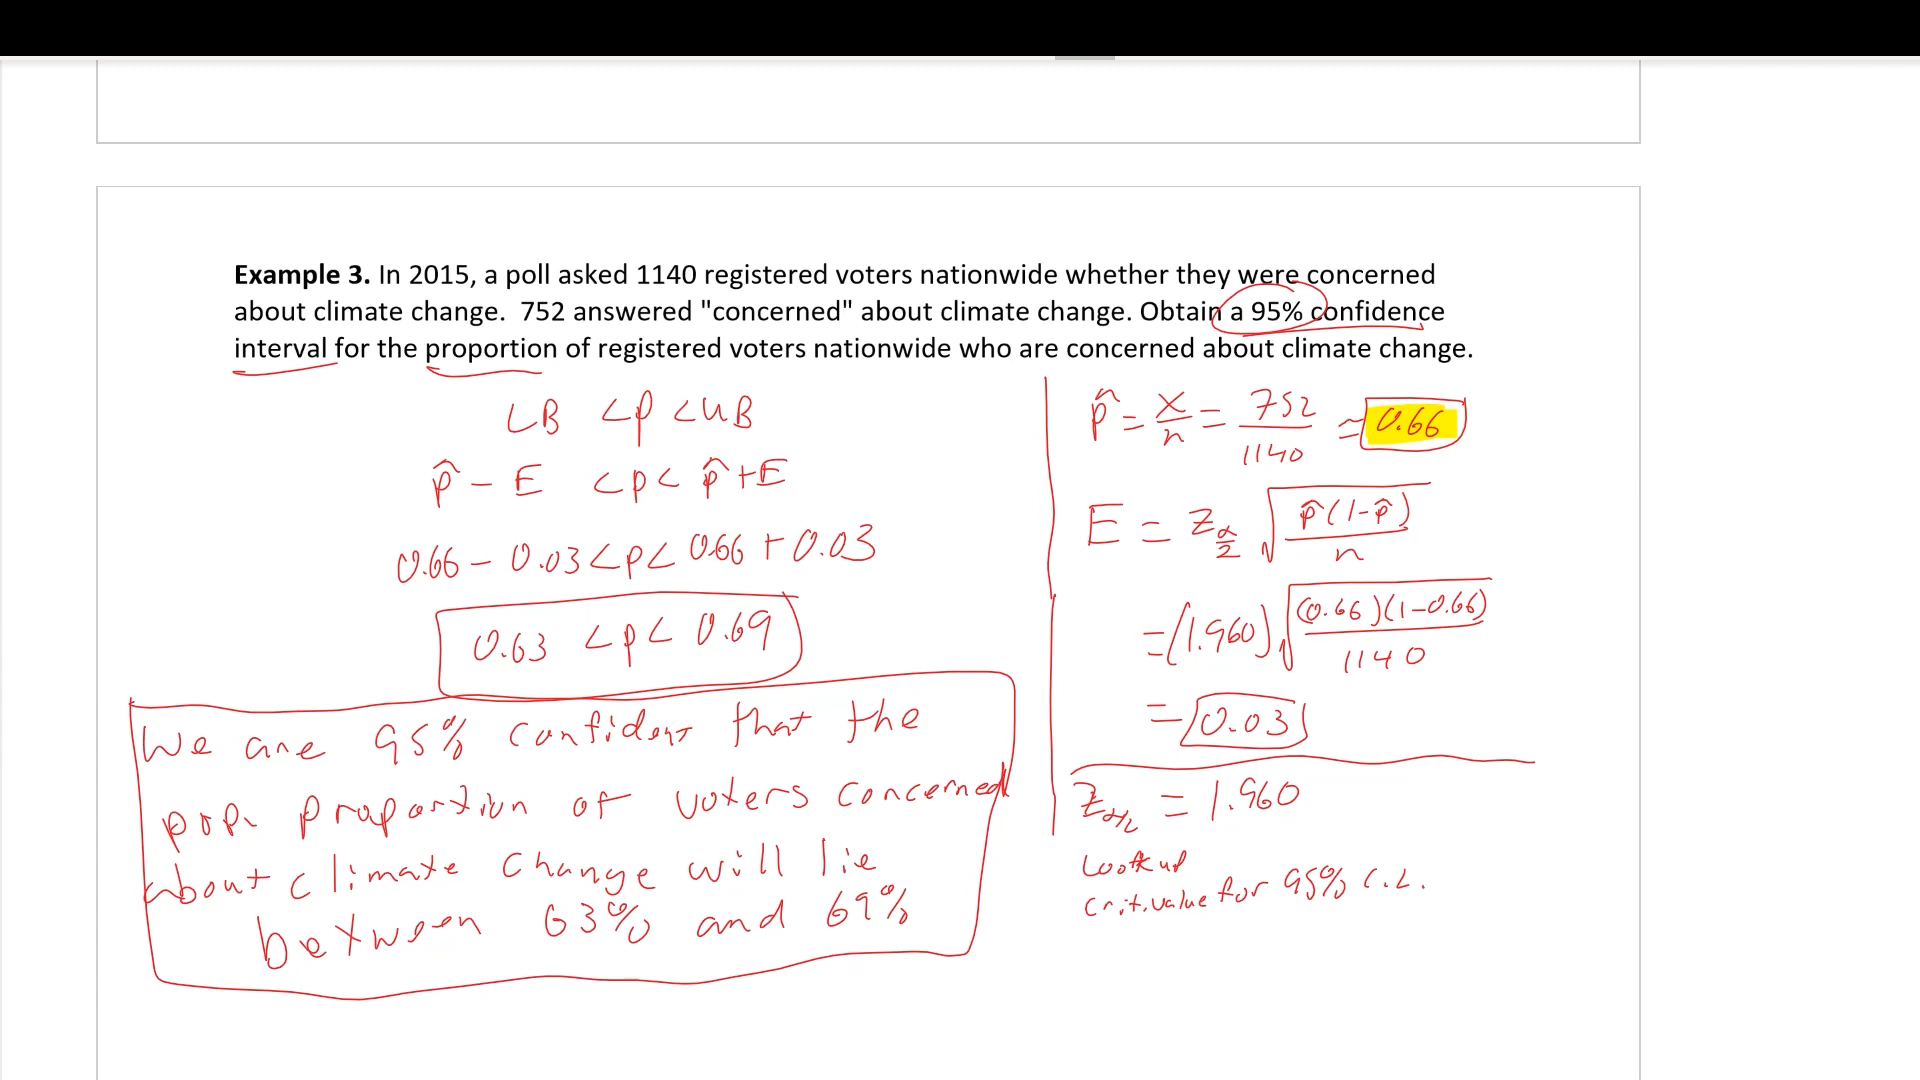 Example 3. In 2015, a poll asked 1140 registered voters nationwide whether they were concerned
about climate change.  752 answered "concerned" about climate change. Obtain a 95% confidence
interval for the proportion of registered voters nationwide who are concerned about climate change.
LB < p < UB
p̂ - E < p < p̂ + E
0.66 - 0.03 < p < 0.66 + 0.03
0.63 < p < 0.69
We are 95% confident that the
pop. proportion of voters concerned
about climate change will lie
between 63% and 69%
p̂ = x/n = 752/1140 ≈ 0.66
E = z_α/2 √(p̂(1-p̂)/n)
= (1.960) √((0.66)(1-0.66)/1140)
= 0.03
z_α/2 = 1.960
Look up
crit. value for 95% C.L.